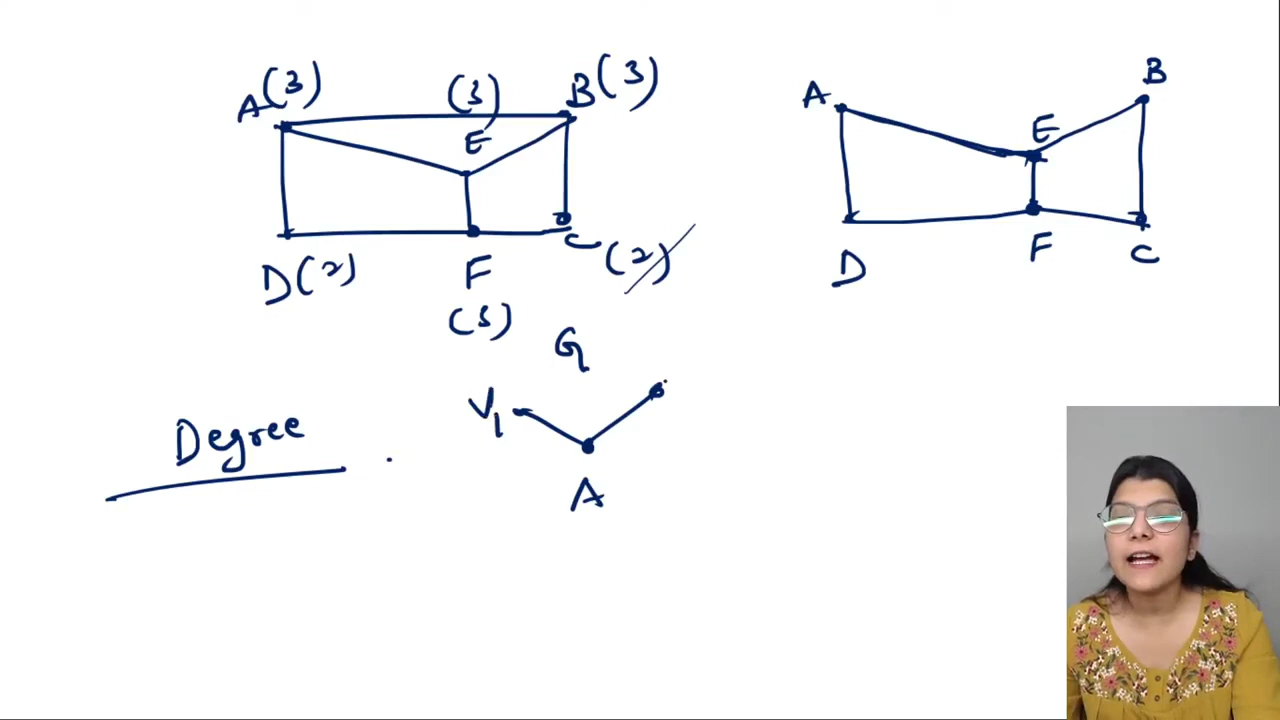 A(3) (3) B(3)
E
D(2) F C(2)
(3)
G
A B
E
D F C
Degree
V1
A